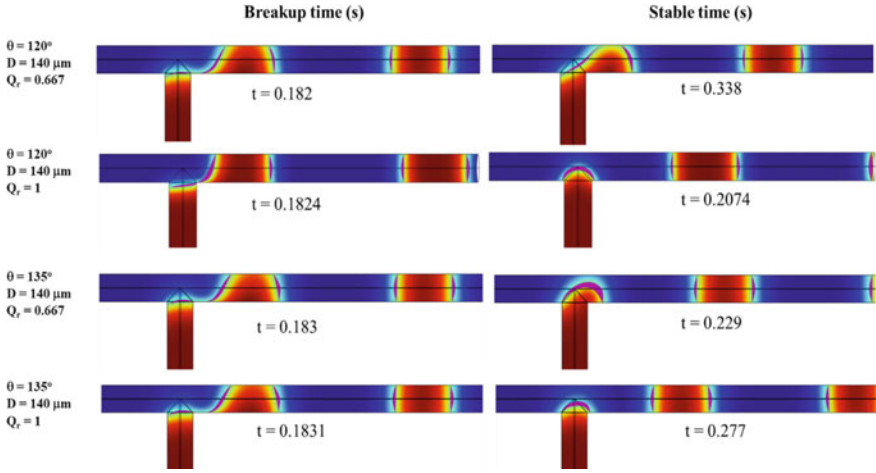 Breakup time (s) Stable time (s)
θ = 120°
D = 140 μm
Qr = 0.667
t = 0.182 t = 0.338
θ = 120°
D = 140 μm
Qr = 1
t = 0.1824 t = 0.2074
θ = 135°
D = 140 μm
Qr = 0.667
t = 0.183 t = 0.229
θ = 135°
D = 140 μm
Qr = 1
t = 0.1831 t = 0.277